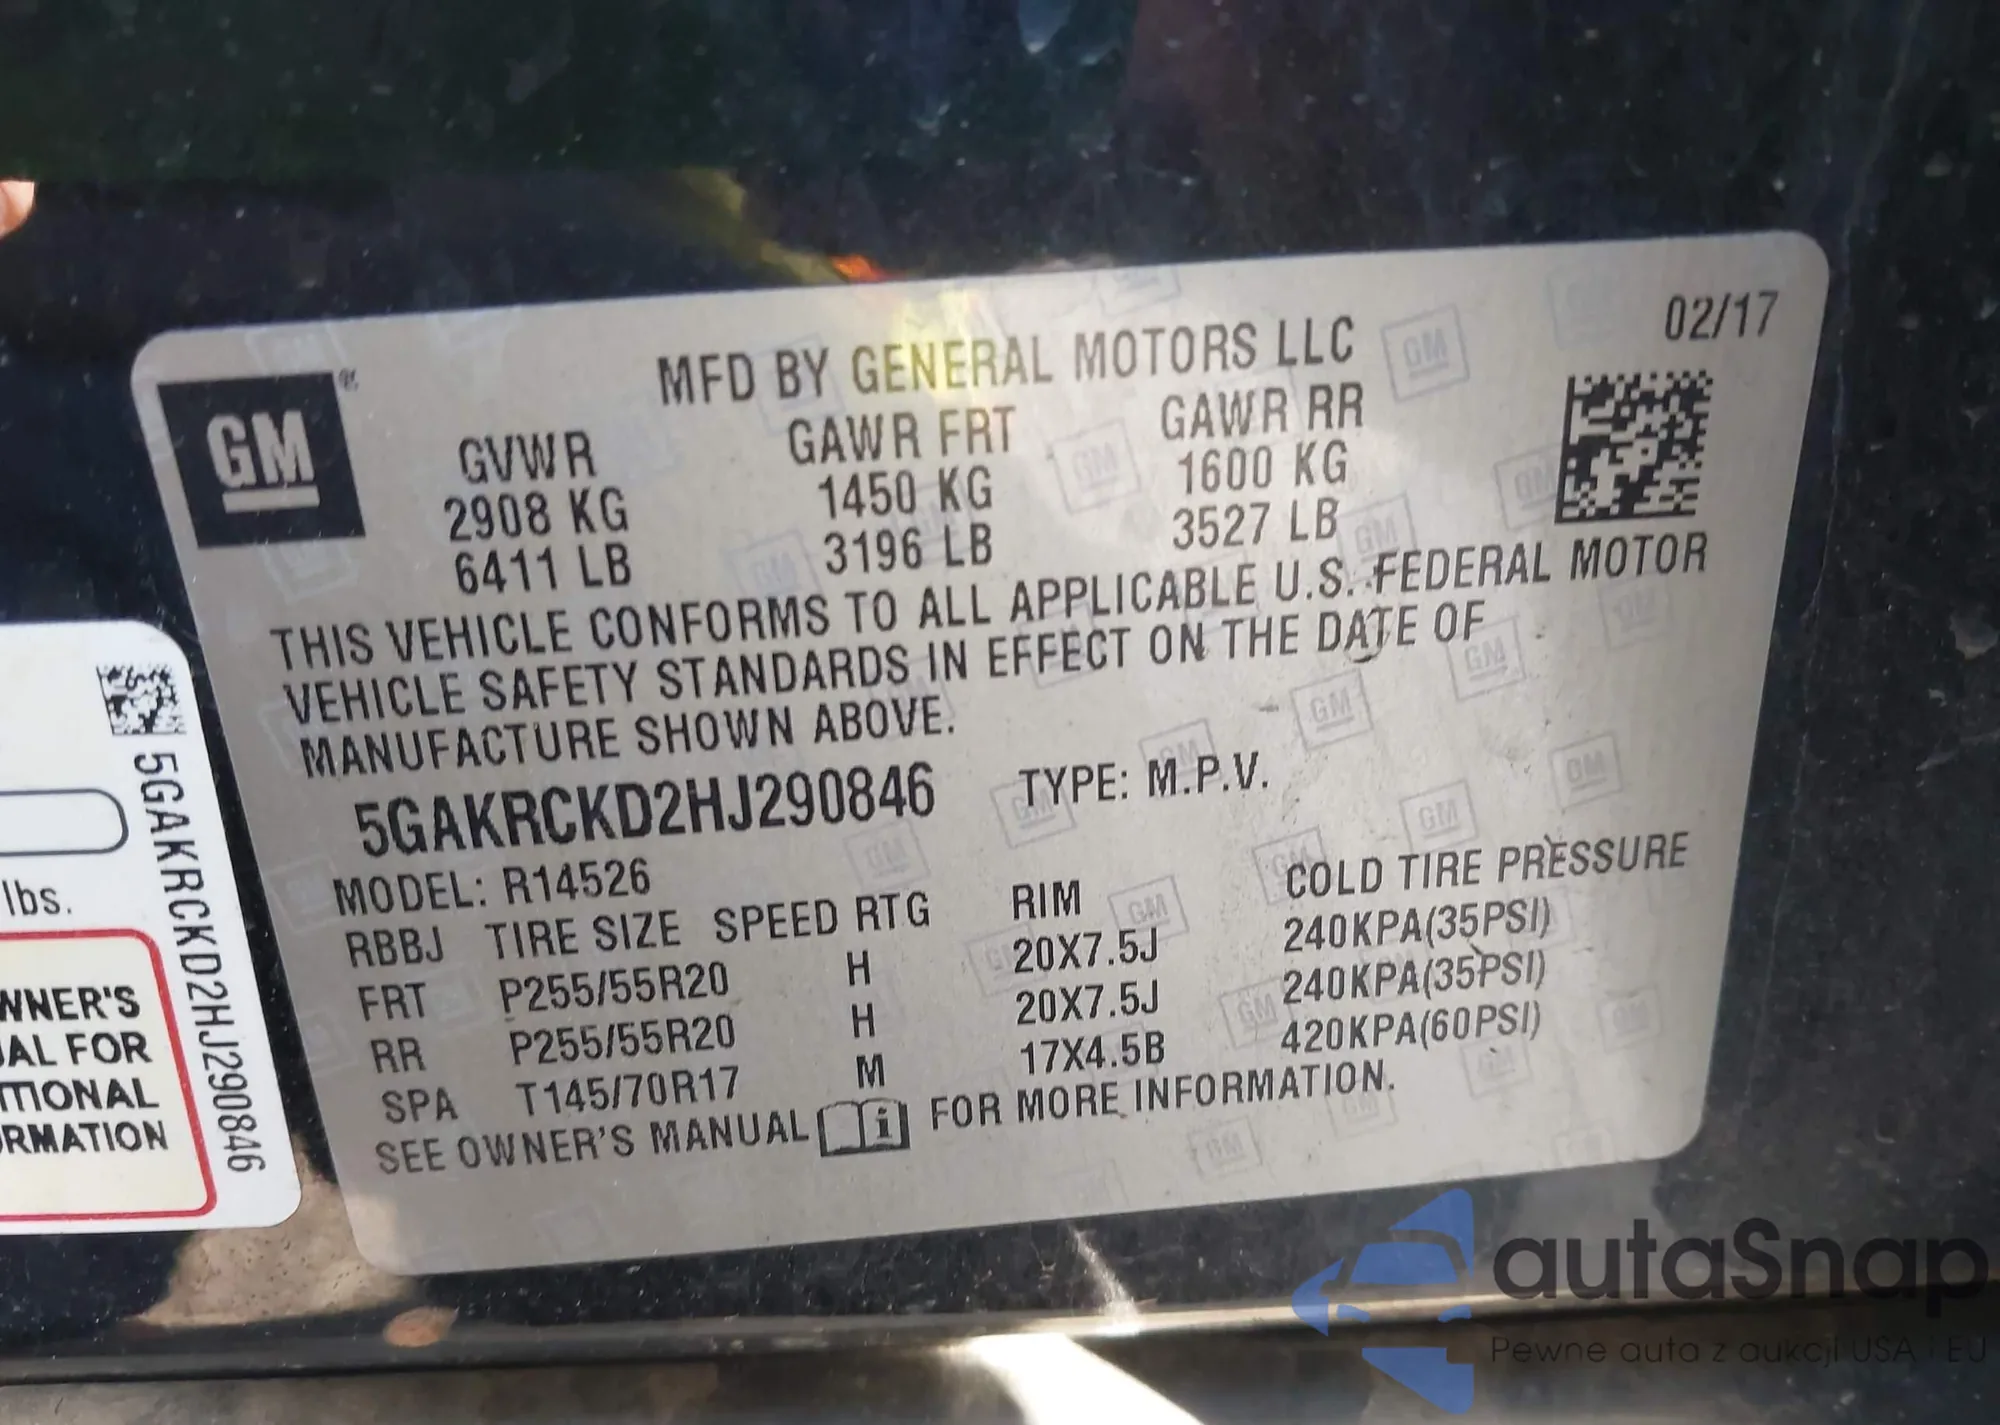 02/17
MFD BY GENERAL MOTORS LLC
GM
GVWR GAWR FRT GAWR RR
2908 KG 1450 KG 1600 KG
6411 LB 3196 LB 3527 LB
THIS VEHICLE CONFORMS TO ALL APPLICABLE U.S. FEDERAL MOTOR
VEHICLE SAFETY STANDARDS IN EFFECT ON THE DATE OF
MANUFACTURE SHOWN ABOVE.
5GAKRCKD2HJ290846 TYPE: M.P.V.
MODEL: R14526
RBBJ TIRE SIZE SPEED RTG RIM COLD TIRE PRESSURE
FRT P255/55R20 H 20X7.5J 240KPA(35PSI)
RR P255/55R20 H 20X7.5J 240KPA(35PSI)
SPA T145/70R17 M 17X4.5B 420KPA(60PSI)
SEE OWNER'S MANUAL i FOR MORE INFORMATION.
5GAKRCKD2HJ290846
lbs.
WNER'S
AL FOR
ITIONAL
ORMATION
autaSnap
Pewne auta z aukcji USA i EU